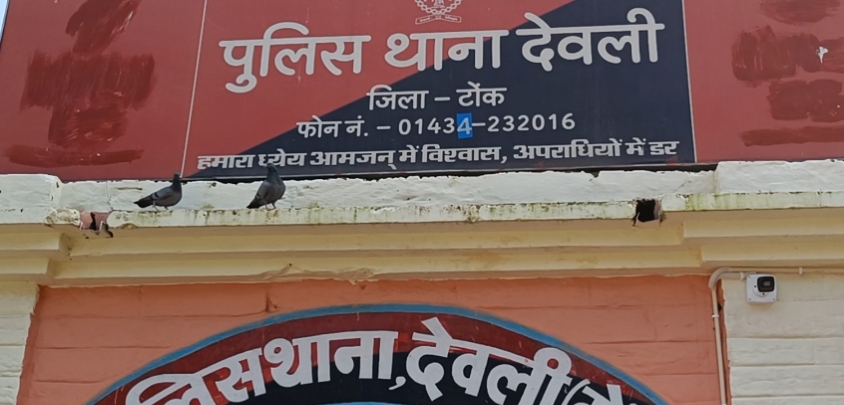 पुलिस थाना देवली
जिला – टोंक
फोन नं. – 01434–232016
हमारा ध्येय आमजन् में विश्वास, अपराधियों में डर
लिसथाना,देवली(टो